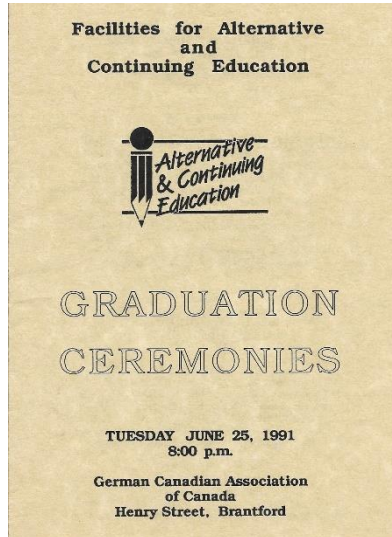 Facilities for Alternative
and
Continuing Education
Alternative
& Continuing
Education
GRADUATION
CEREMONIES
TUESDAY JUNE 25, 1991
8:00 p.m.
German Canadian Association
of Canada
Henry Street, Brantford